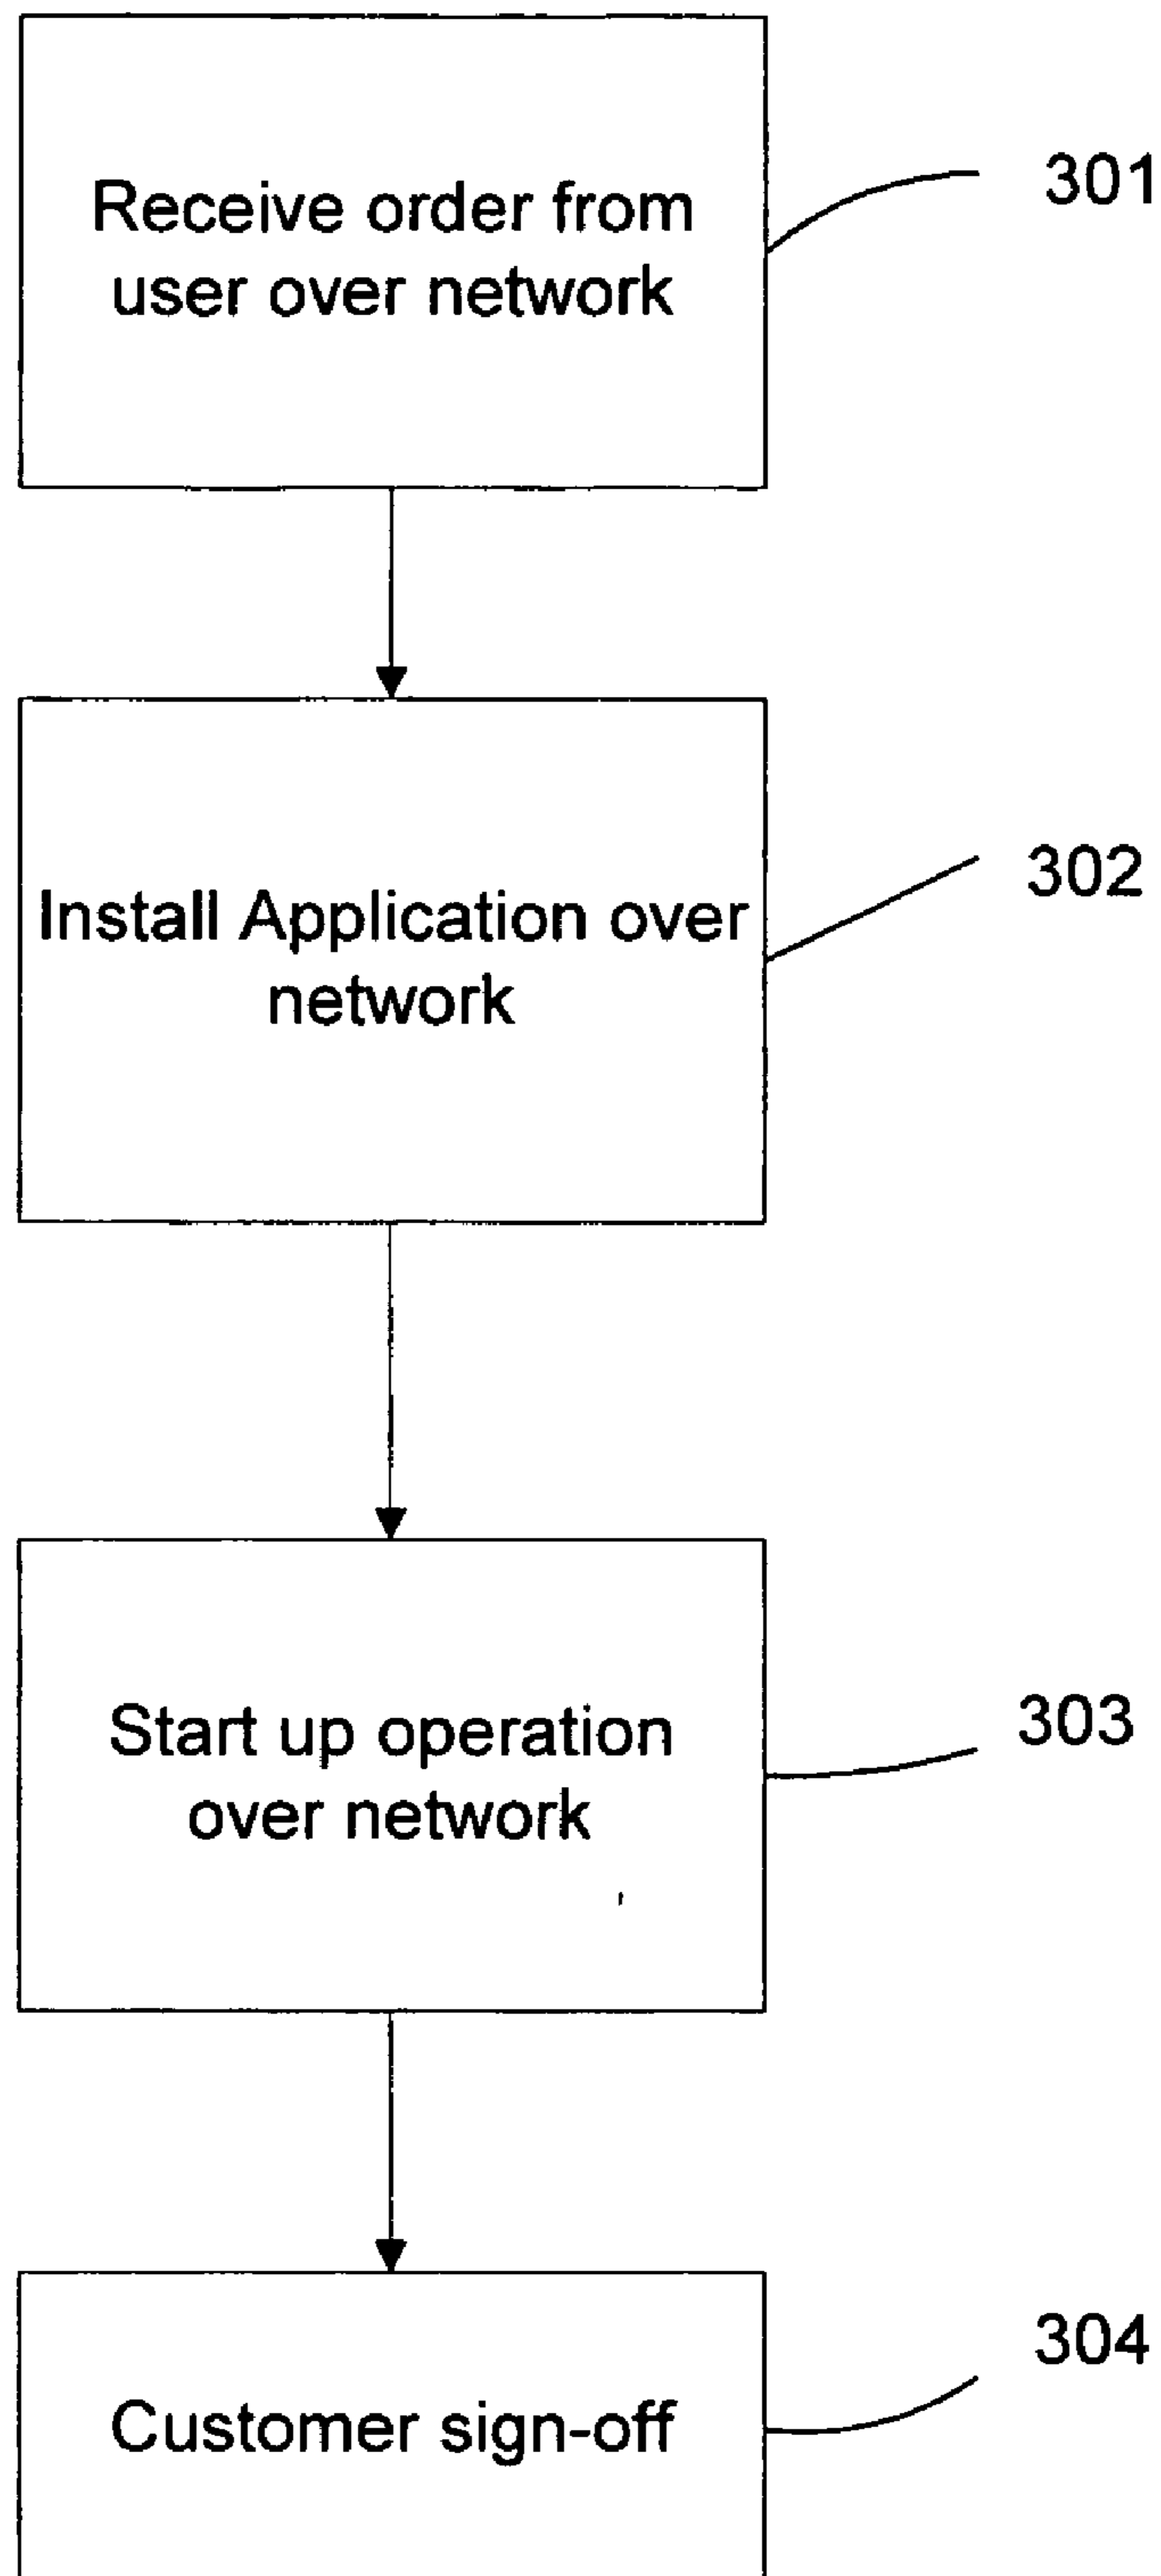 Receive order from
user over network
301
Install Application over
network
302
Start up operation
over network
303
Customer sign-off
304